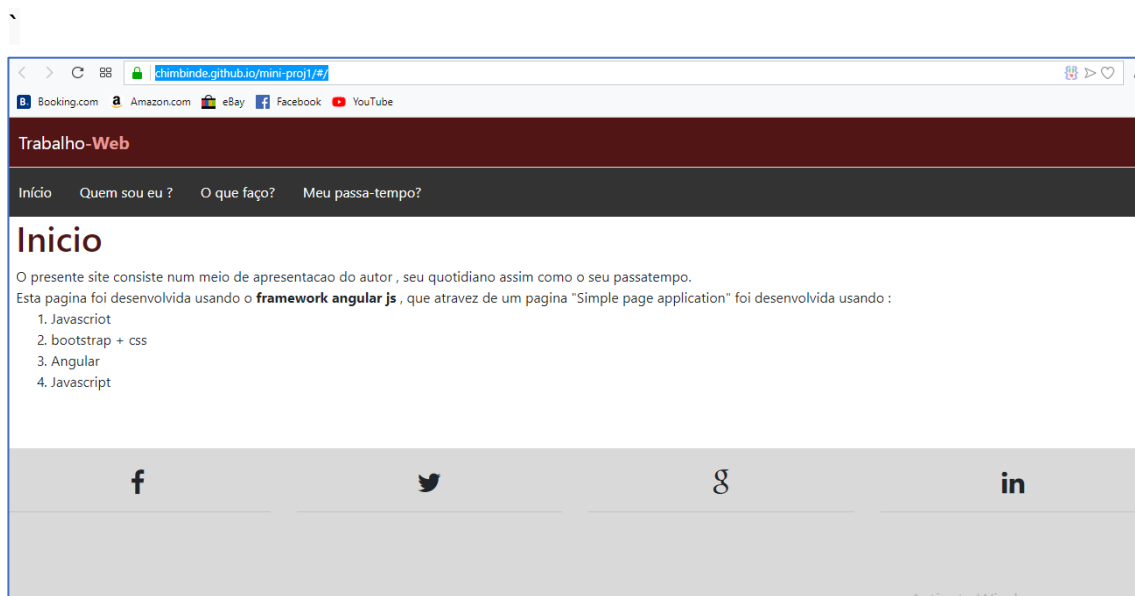 `
chimbinde.github.io/mini-proj1/#/
Booking.com Amazon.com eBay Facebook YouTube
Trabalho-Web
Início Quem sou eu ? O que faço? Meu passa-tempo?
Inicio
O presente site consiste num meio de apresentacao do autor , seu quotidiano assim como o seu passatempo.
Esta pagina foi desenvolvida usando o framework angular js , que atravez de um pagina "Simple page application" foi desenvolvida usando :
1. Javascriot
2. bootstrap + css
3. Angular
4. Javascript